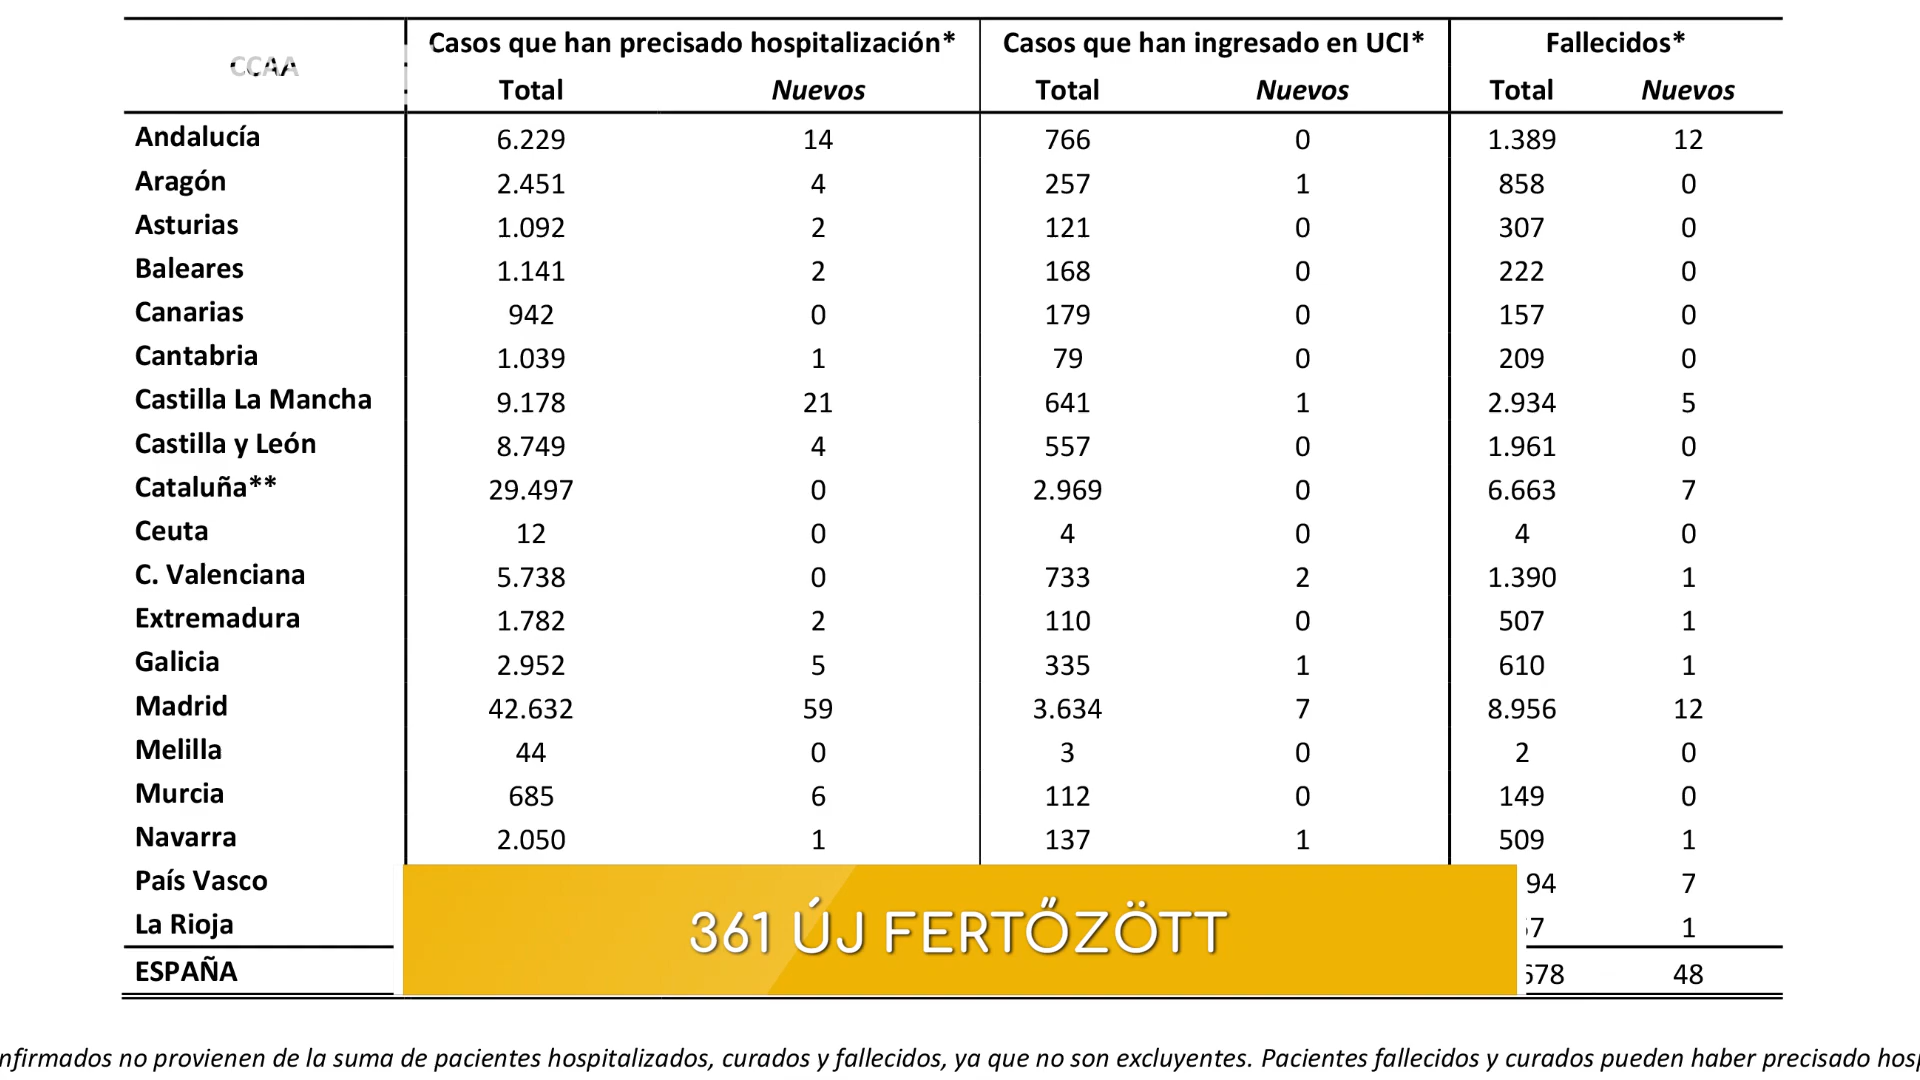 CCAA Casos que han precisado hospitalización* Casos que han ingresado en UCI* Fallecidos*
Total Nuevos Total Nuevos Total Nuevos
Andalucía 6.229 14 766 0 1.389 12
Aragón 2.451 4 257 1 858 0
Asturias 1.092 2 121 0 307 0
Baleares 1.141 2 168 0 222 0
Canarias 942 0 179 0 157 0
Cantabria 1.039 1 79 0 209 0
Castilla La Mancha 9.178 21 641 1 2.934 5
Castilla y León 8.749 4 557 0 1.961 0
Cataluña** 29.497 0 2.969 0 6.663 7
Ceuta 12 0 4 0 4 0
C. Valenciana 5.738 0 733 2 1.390 1
Extremadura 1.782 2 110 0 507 1
Galicia 2.952 5 335 1 610 1
Madrid 42.632 59 3.634 7 8.956 12
Melilla 44 0 3 0 2 0
Murcia 685 6 112 0 149 0
Navarra 2.050 1 137 1 509 1
País Vasco 94 7
La Rioja 7 1
ESPAÑA 678 48
361 ÚJ FERTŐZÖTT
nfirmados no provienen de la suma de pacientes hospitalizados, curados y fallecidos, ya que no son excluyentes. Pacientes fallecidos y curados pueden haber precisado hosp